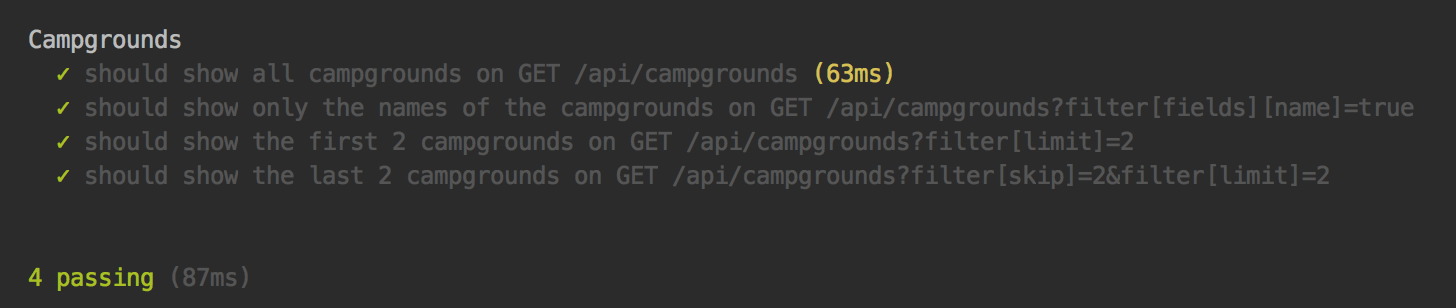 Campgrounds
✓ should show all campgrounds on GET /api/campgrounds (63ms)
✓ should show only the names of the campgrounds on GET /api/campgrounds?filter[fields][name]=true
✓ should show the first 2 campgrounds on GET /api/campgrounds?filter[limit]=2
✓ should show the last 2 campgrounds on GET /api/campgrounds?filter[skip]=2&filter[limit]=2
4 passing (87ms)